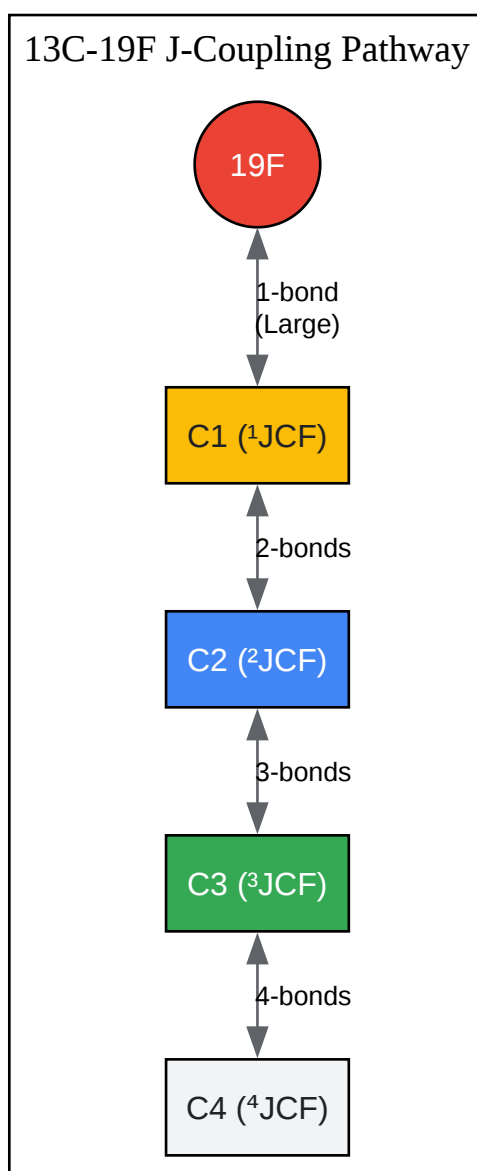 13C-19F J-Coupling Pathway
19F
1-bond
(Large)
C1 (¹JCF)
2-bonds
C2 (²JCF)
3-bonds
C3 (³JCF)
4-bonds
C4 (⁴JCF)